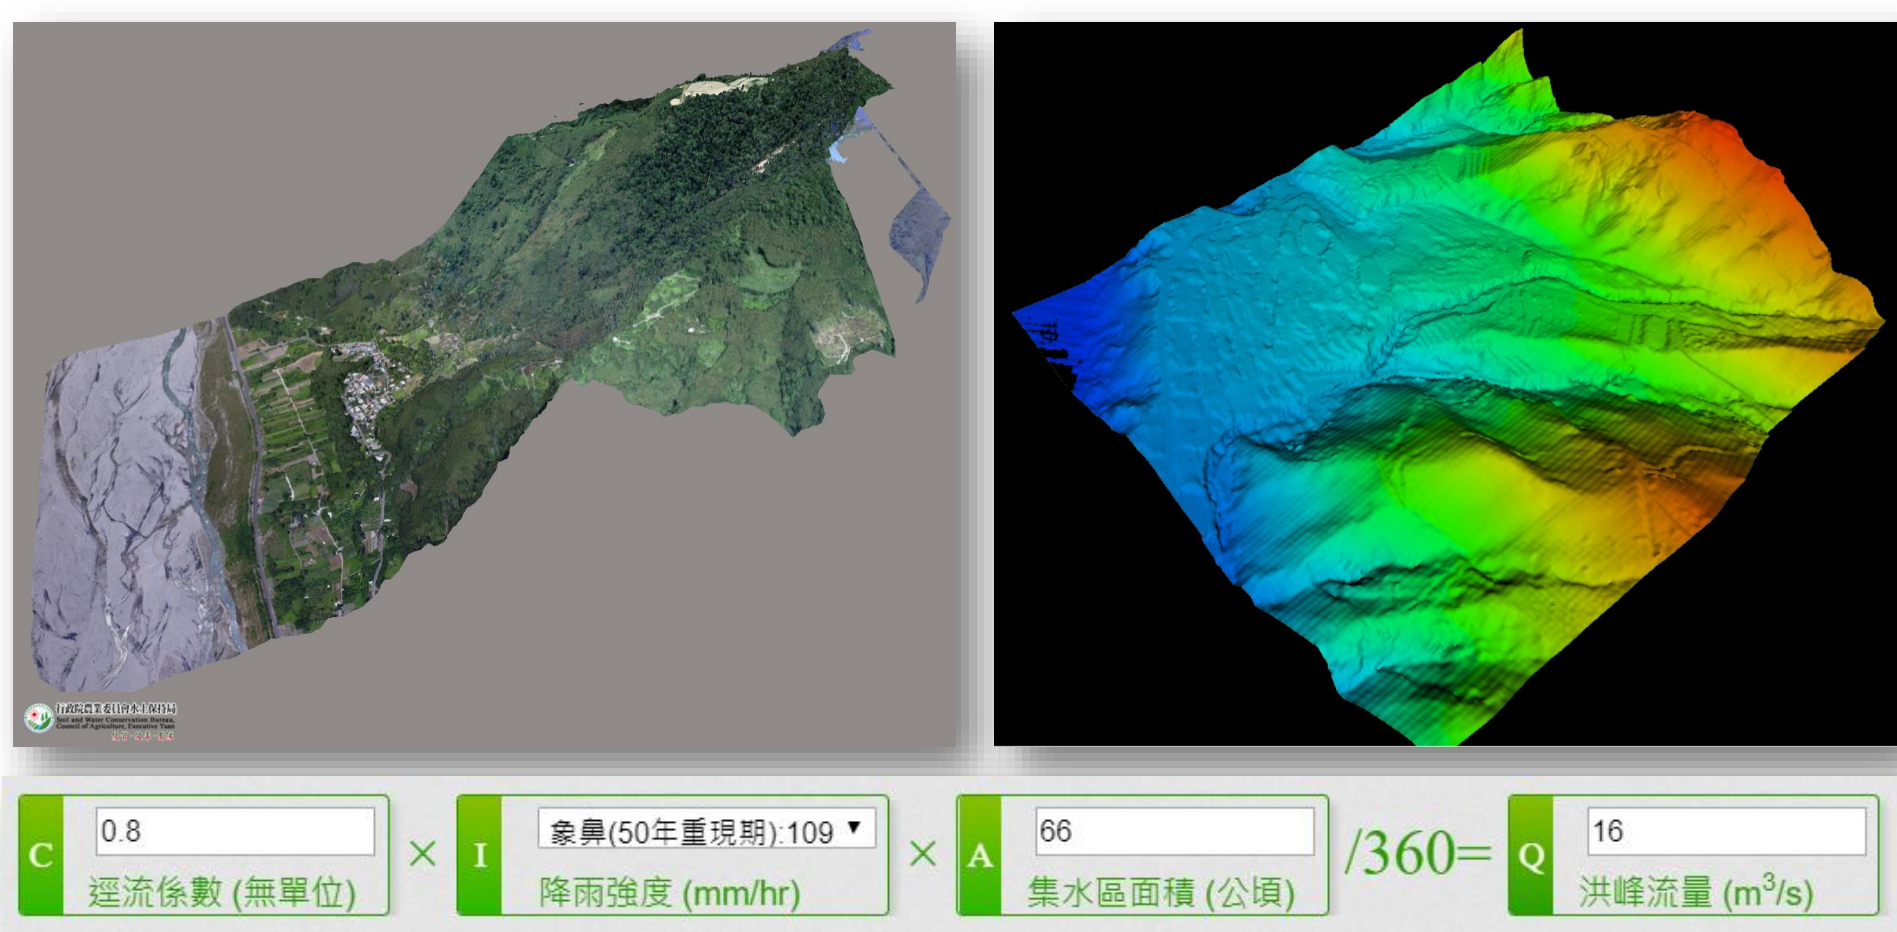 行政院農業委員會水土保持局
Soil and Water Conservation Bureau,
Council of Agriculture, Executive Yuan
C
0.8
逕流係數 (無單位)
×
I
象鼻(50年重現期):109 ▼
降雨強度 (mm/hr)
×
A
66
集水區面積 (公頃)
/360=
Q
16
洪峰流量 (m³/s)